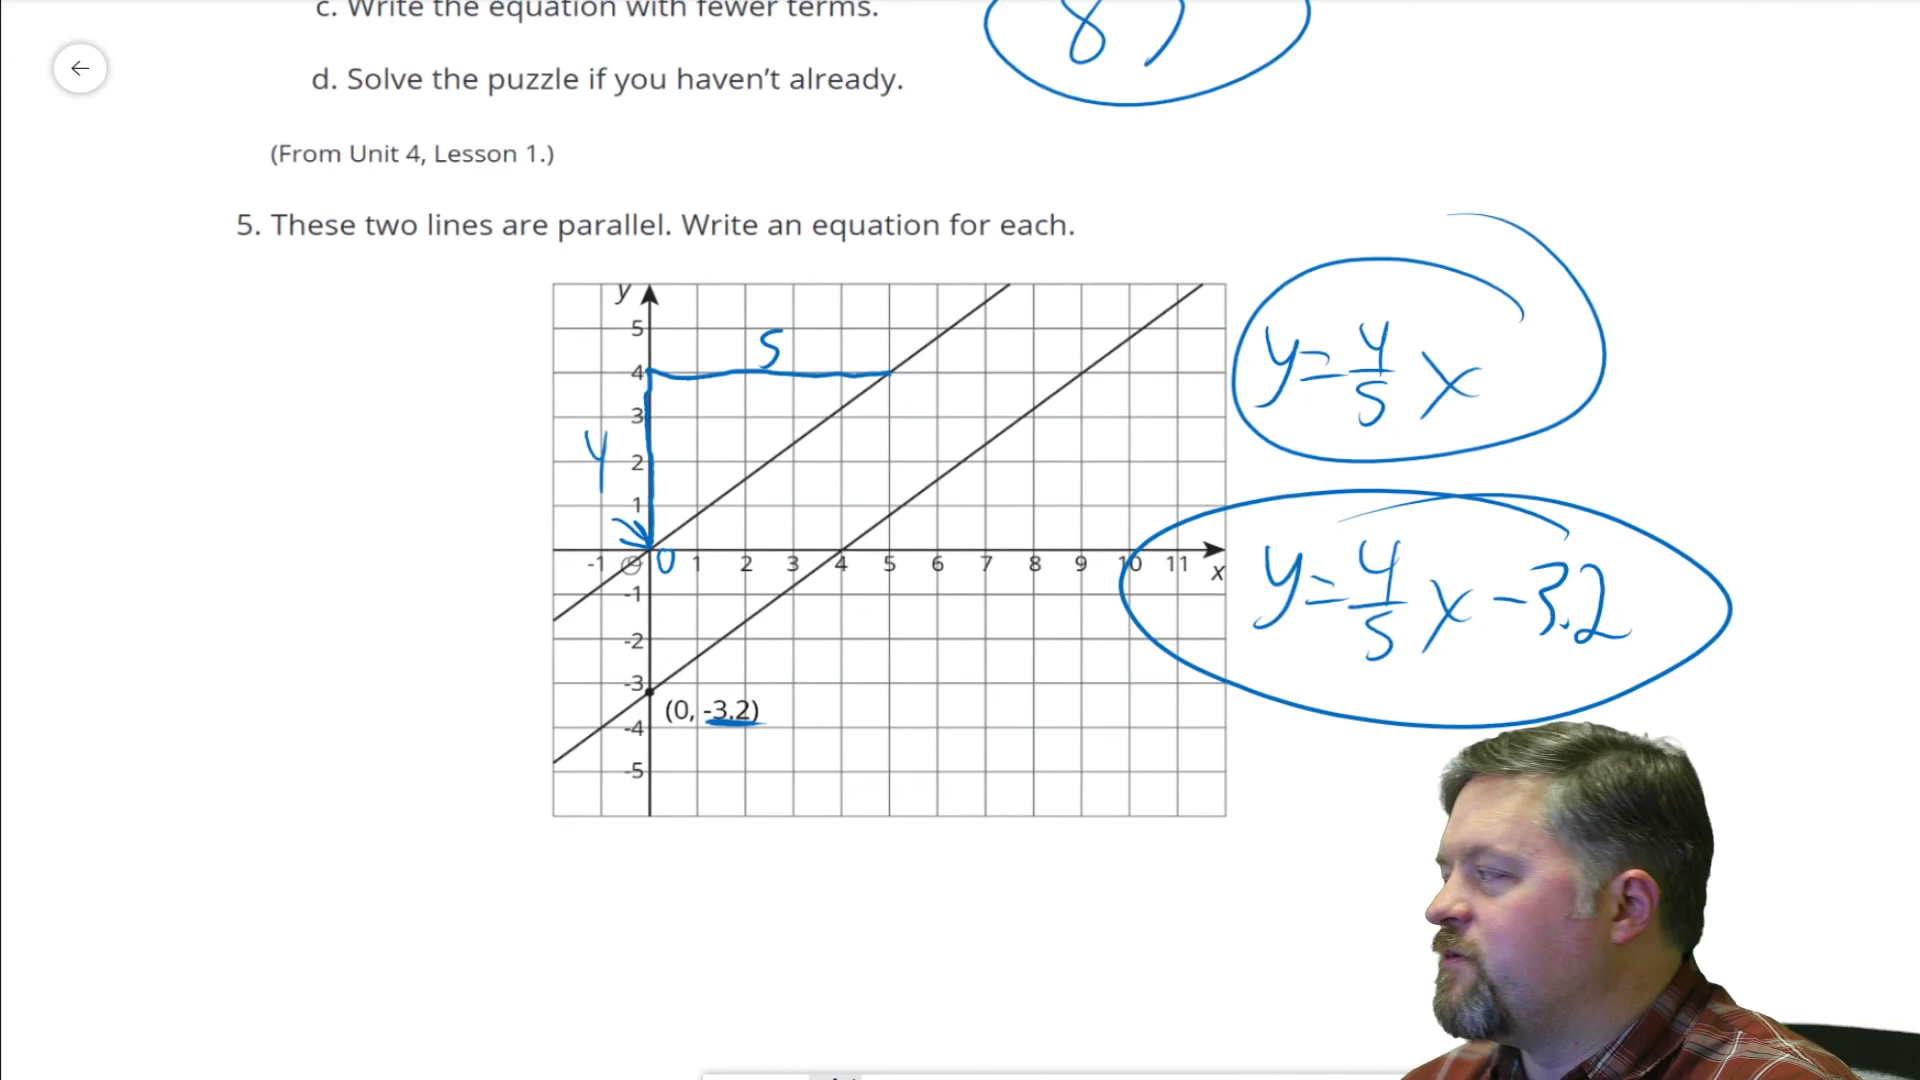 c. Write the equation with fewer terms.
8
d. Solve the puzzle if you haven't already.
(From Unit 4, Lesson 1.)
5. These two lines are parallel. Write an equation for each.
y
5
5
4
3
4
2
1
y=4/5 x
-1 0 1 2 3 4 5 6 7 8 9 10 11 x
-1
-2
-3
(0, -3.2)
-4
-5
y=4/5 x-3.2